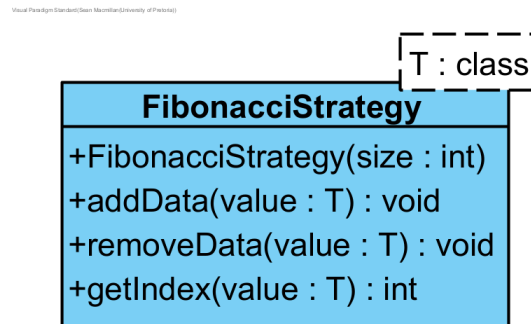 Visual Paradigm Standard(Sean Macmillan(University of Pretoria))
T : class
FibonacciStrategy
+FibonacciStrategy(size : int)
+addData(value : T) : void
+removeData(value : T) : void
+getIndex(value : T) : int